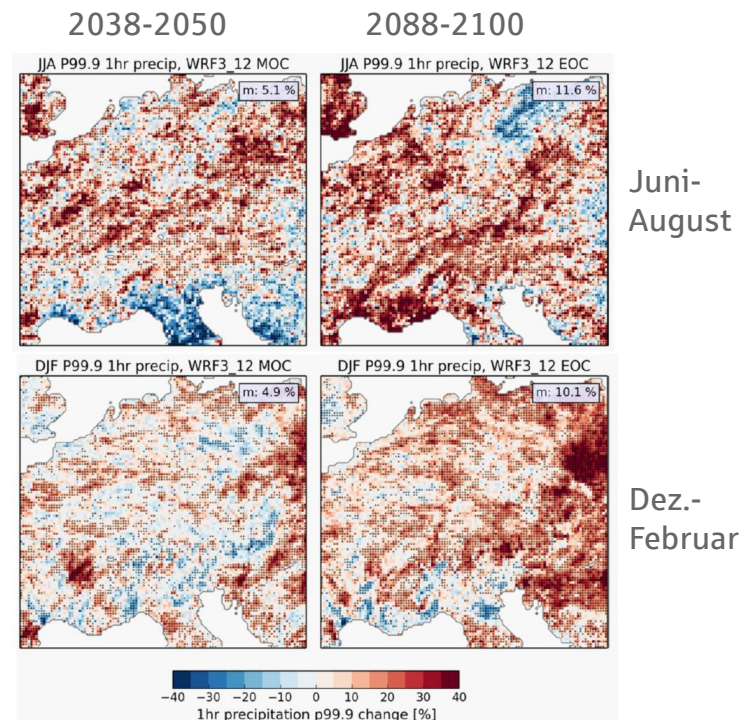 2038-2050
2088-2100
JJA P99.9 1hr precip, WRF3_12 MOC
JJA P99.9 1hr precip, WRF3_12 EOC
m: 5.1 %
m: 11.6 %
Juni-
August
DJF P99.9 1hr precip, WRF3_12 MOC
DJF P99.9 1hr precip, WRF3_12 EOC
m: 4.9 %
m: 10.1 %
Dez.-
Februar
−40 −30 −20 −10 0 10 20 30 40
1hr precipitation p99.9 change [%]